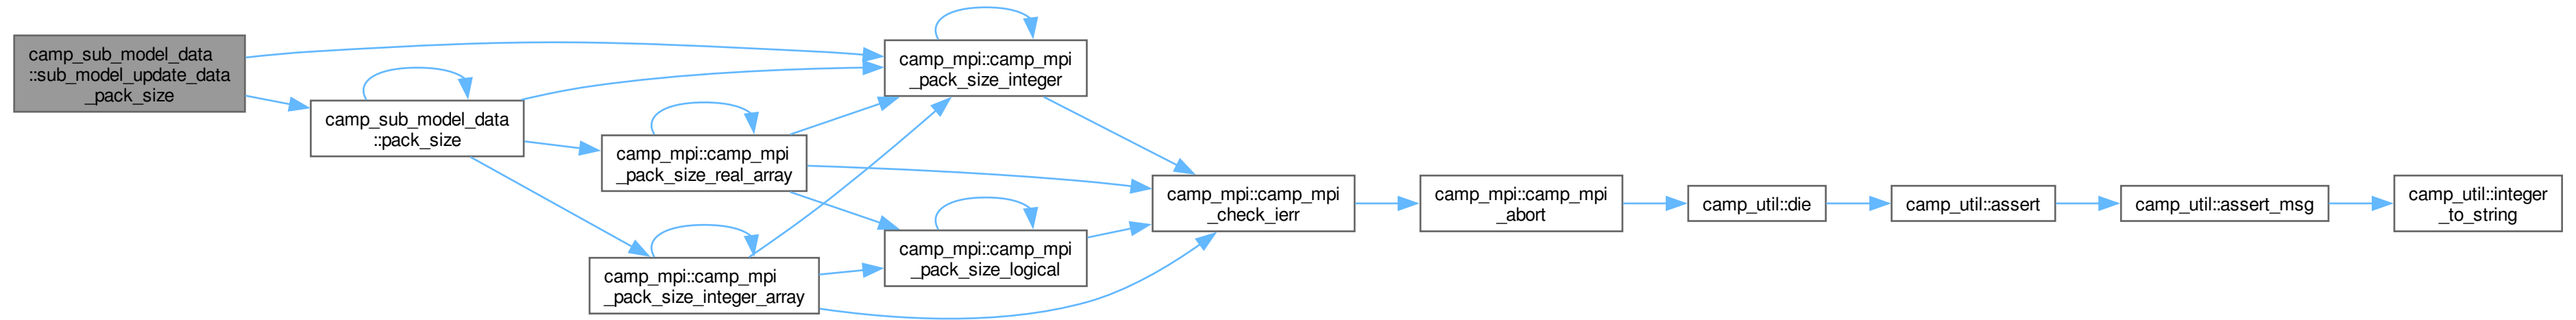 camp_sub_model_data
::sub_model_update_data
_pack_size
camp_sub_model_data
::pack_size
camp_mpi::camp_mpi
_pack_size_integer
camp_mpi::camp_mpi
_pack_size_real_array
camp_mpi::camp_mpi
_pack_size_logical
camp_mpi::camp_mpi
_pack_size_integer_array
camp_mpi::camp_mpi
_check_ierr
camp_mpi::camp_mpi
_abort
camp_util::die
camp_util::assert
camp_util::assert_msg
camp_util::integer
_to_string